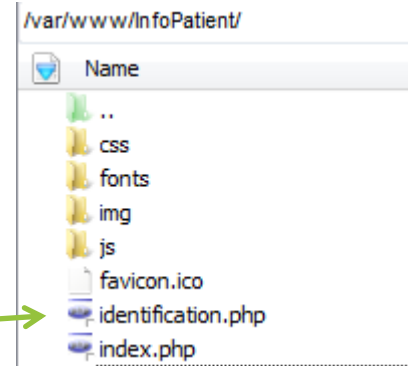 /var/www/InfoPatient/
Name
..
css
fonts
img
js
favicon.ico
identification.php
index.php